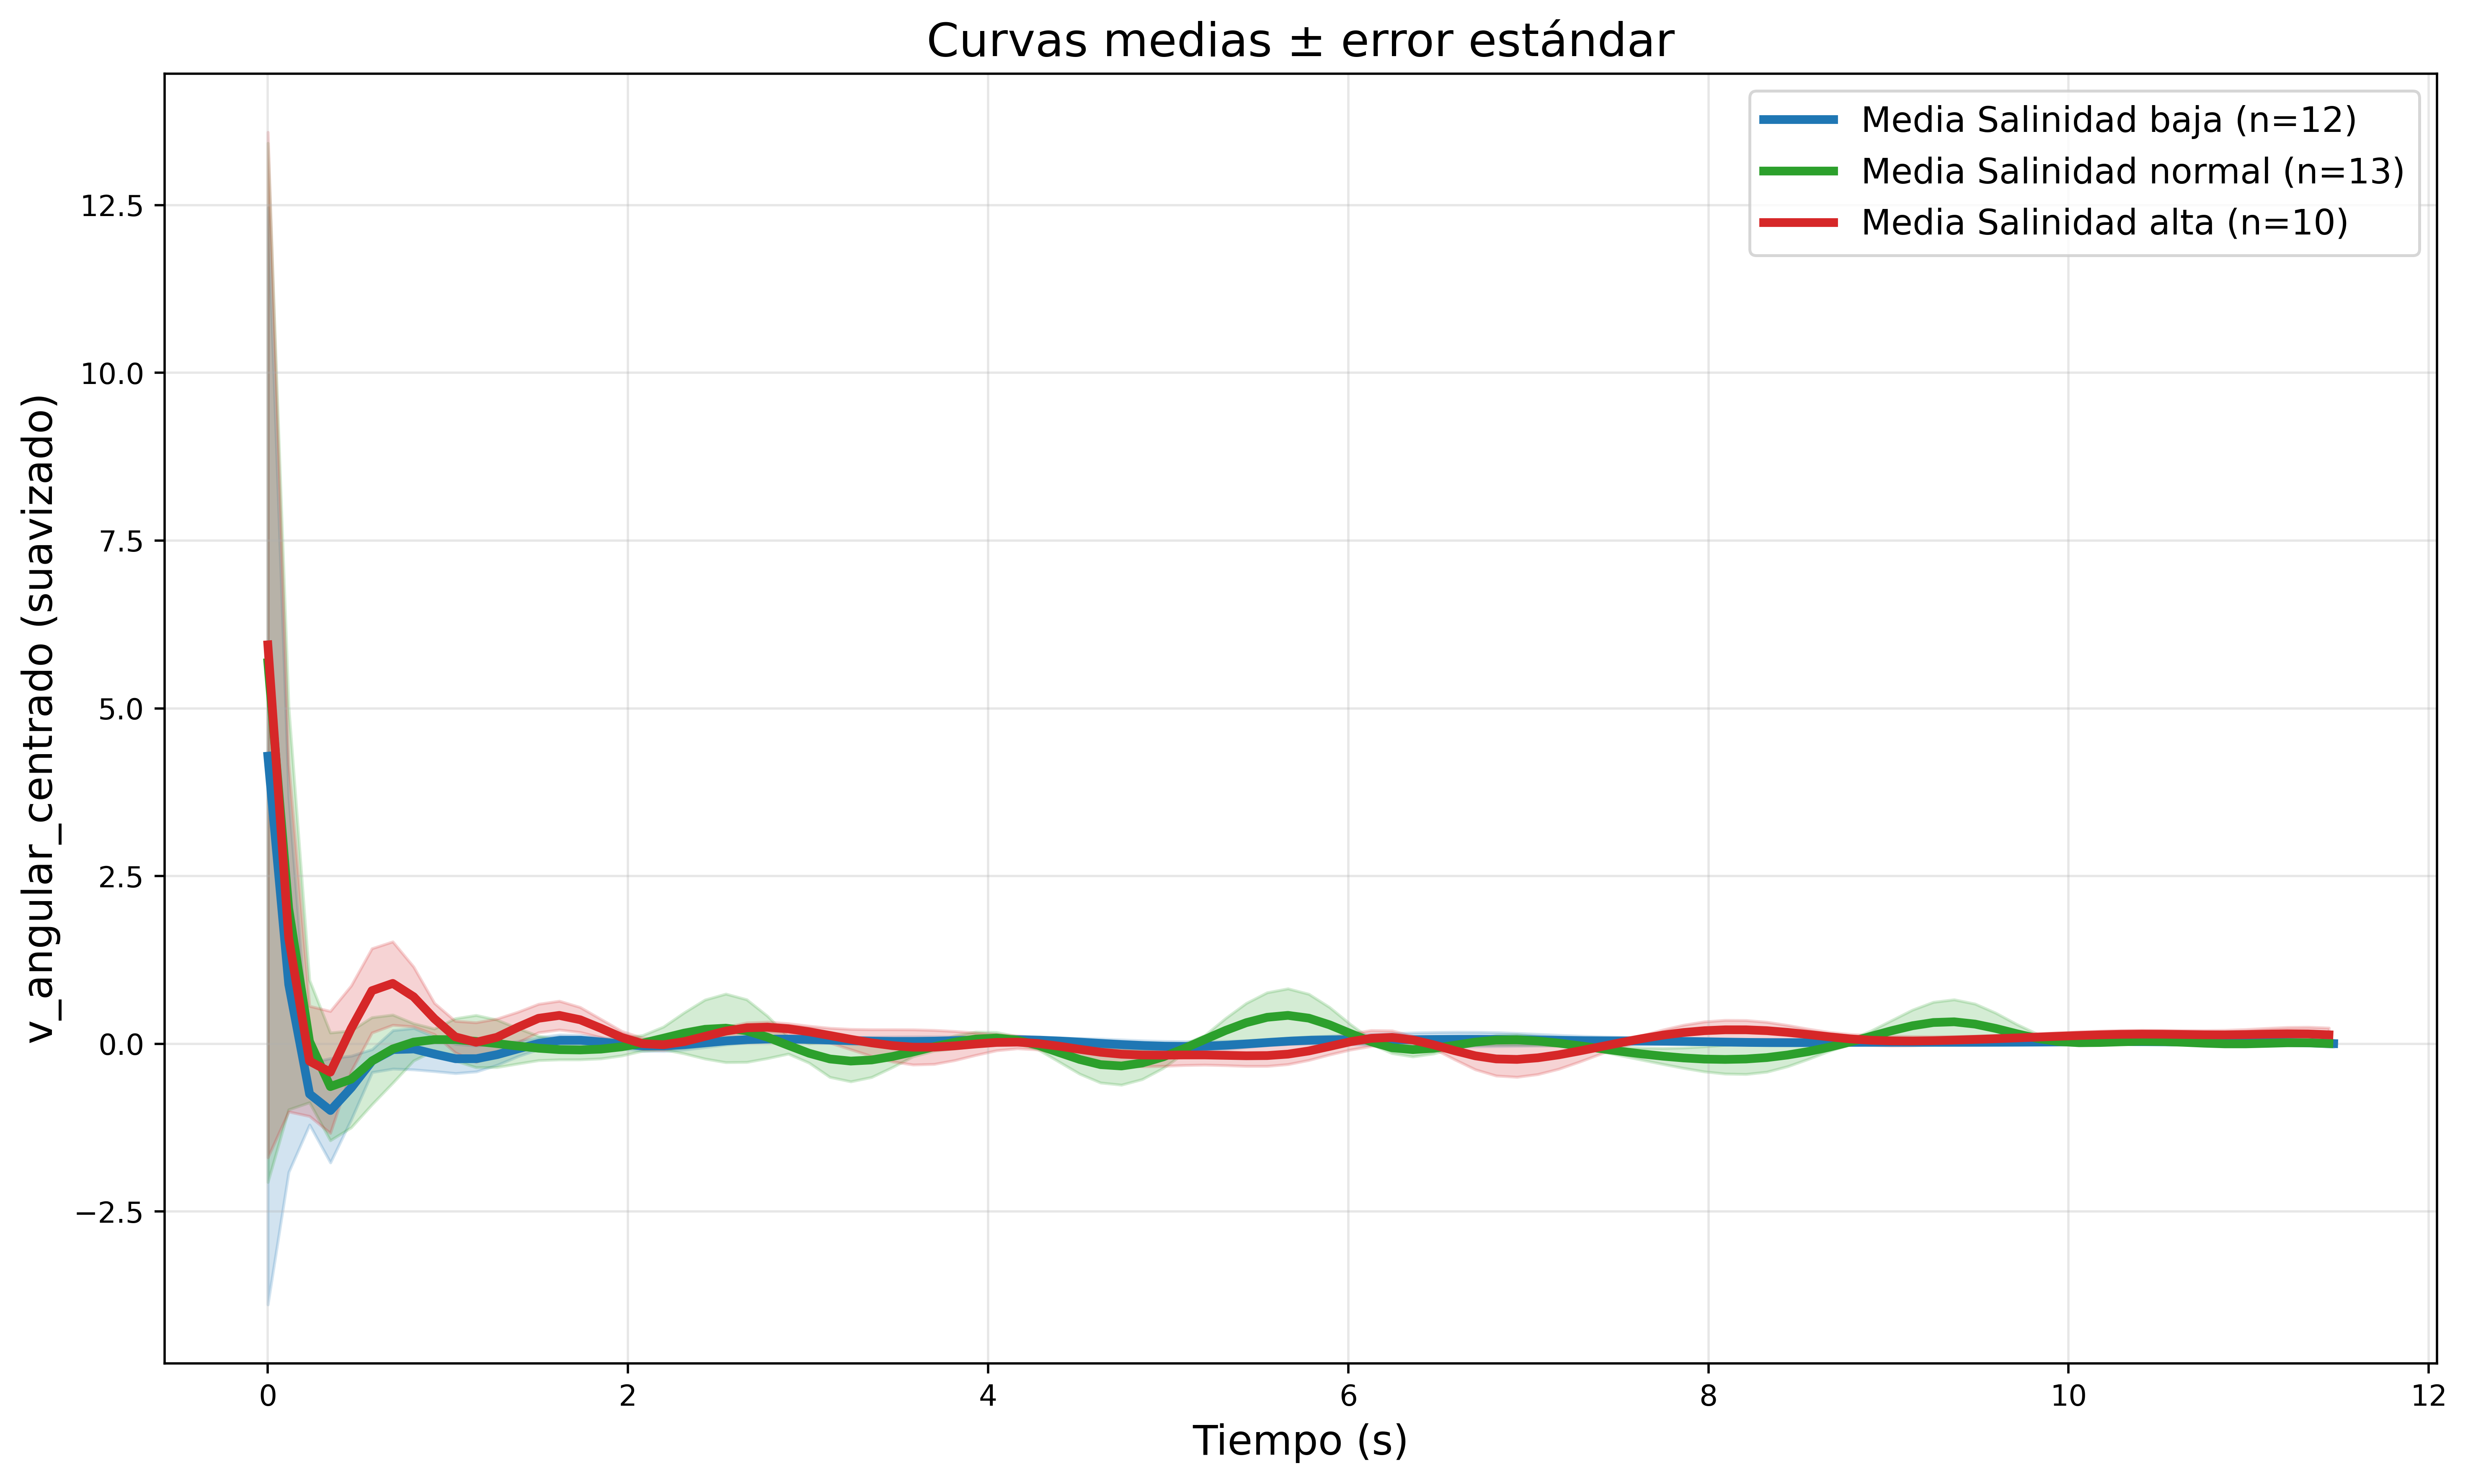 Curvas medias ± error estándar
Media Salinidad baja (n=12)
Media Salinidad normal (n=13)
Media Salinidad alta (n=10)
v_angular_centrado (suavizado)
12.5
10.0
7.5
5.0
2.5
0.0
−2.5
0 2 4 6 8 10 12
Tiempo (s)